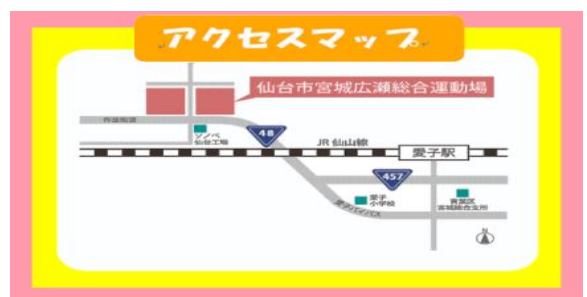 アクセスマップ
仙台市宮城広瀬総合運動場
作並街道
ソノベ
仙台工場
48
JR 仙山線
愛子駅
457
愛子
小学校
愛子バイパス
青葉区
宮城総合支所
N